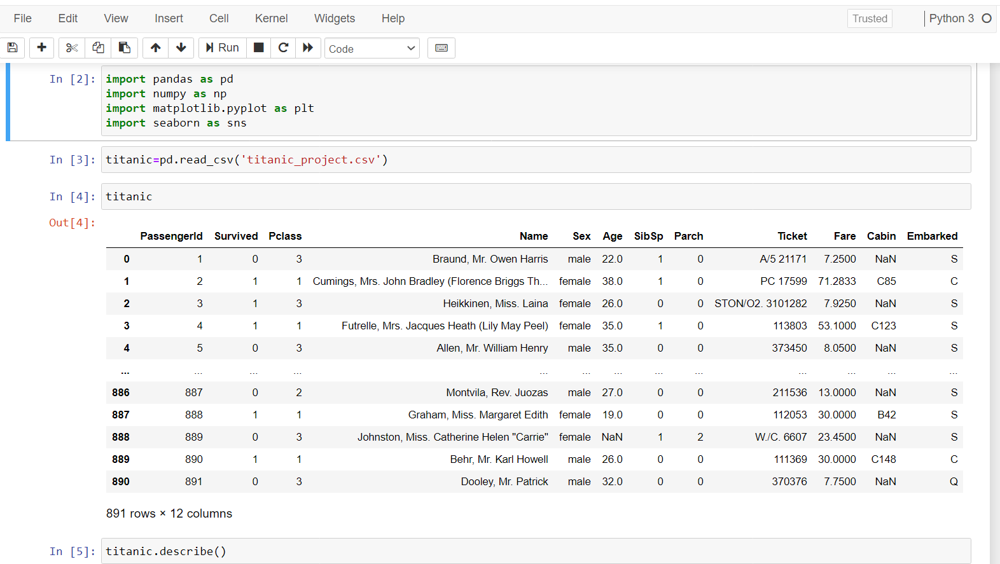 File Edit View Insert Cell Kernel Widgets Help Trusted Python 3
Run Code
In [2]: import pandas as pd
import numpy as np
import matplotlib.pyplot as plt
import seaborn as sns
In [3]: titanic=pd.read_csv('titanic_project.csv')
In [4]: titanic
Out[4]:
PassengerId Survived Pclass Name Sex Age SibSp Parch Ticket Fare Cabin Embarked
0 1 0 3 Braund, Mr. Owen Harris male 22.0 1 0 A/5 21171 7.2500 NaN S
1 2 1 1 Cumings, Mrs. John Bradley (Florence Briggs Th... female 38.0 1 0 PC 17599 71.2833 C85 C
2 3 1 3 Heikkinen, Miss. Laina female 26.0 0 0 STON/O2. 3101282 7.9250 NaN S
3 4 1 1 Futrelle, Mrs. Jacques Heath (Lily May Peel) female 35.0 1 0 113803 53.1000 C123 S
4 5 0 3 Allen, Mr. William Henry male 35.0 0 0 373450 8.0500 NaN S
... ... ... ... ... ... ... ... ... ... ... ... ...
886 887 0 2 Montvila, Rev. Juozas male 27.0 0 0 211536 13.0000 NaN S
887 888 1 1 Graham, Miss. Margaret Edith female 19.0 0 0 112053 30.0000 B42 S
888 889 0 3 Johnston, Miss. Catherine Helen "Carrie" female NaN 1 2 W./C. 6607 23.4500 NaN S
889 890 1 1 Behr, Mr. Karl Howell male 26.0 0 0 111369 30.0000 C148 C
890 891 0 3 Dooley, Mr. Patrick male 32.0 0 0 370376 7.7500 NaN Q
891 rows × 12 columns
In [5]: titanic.describe()